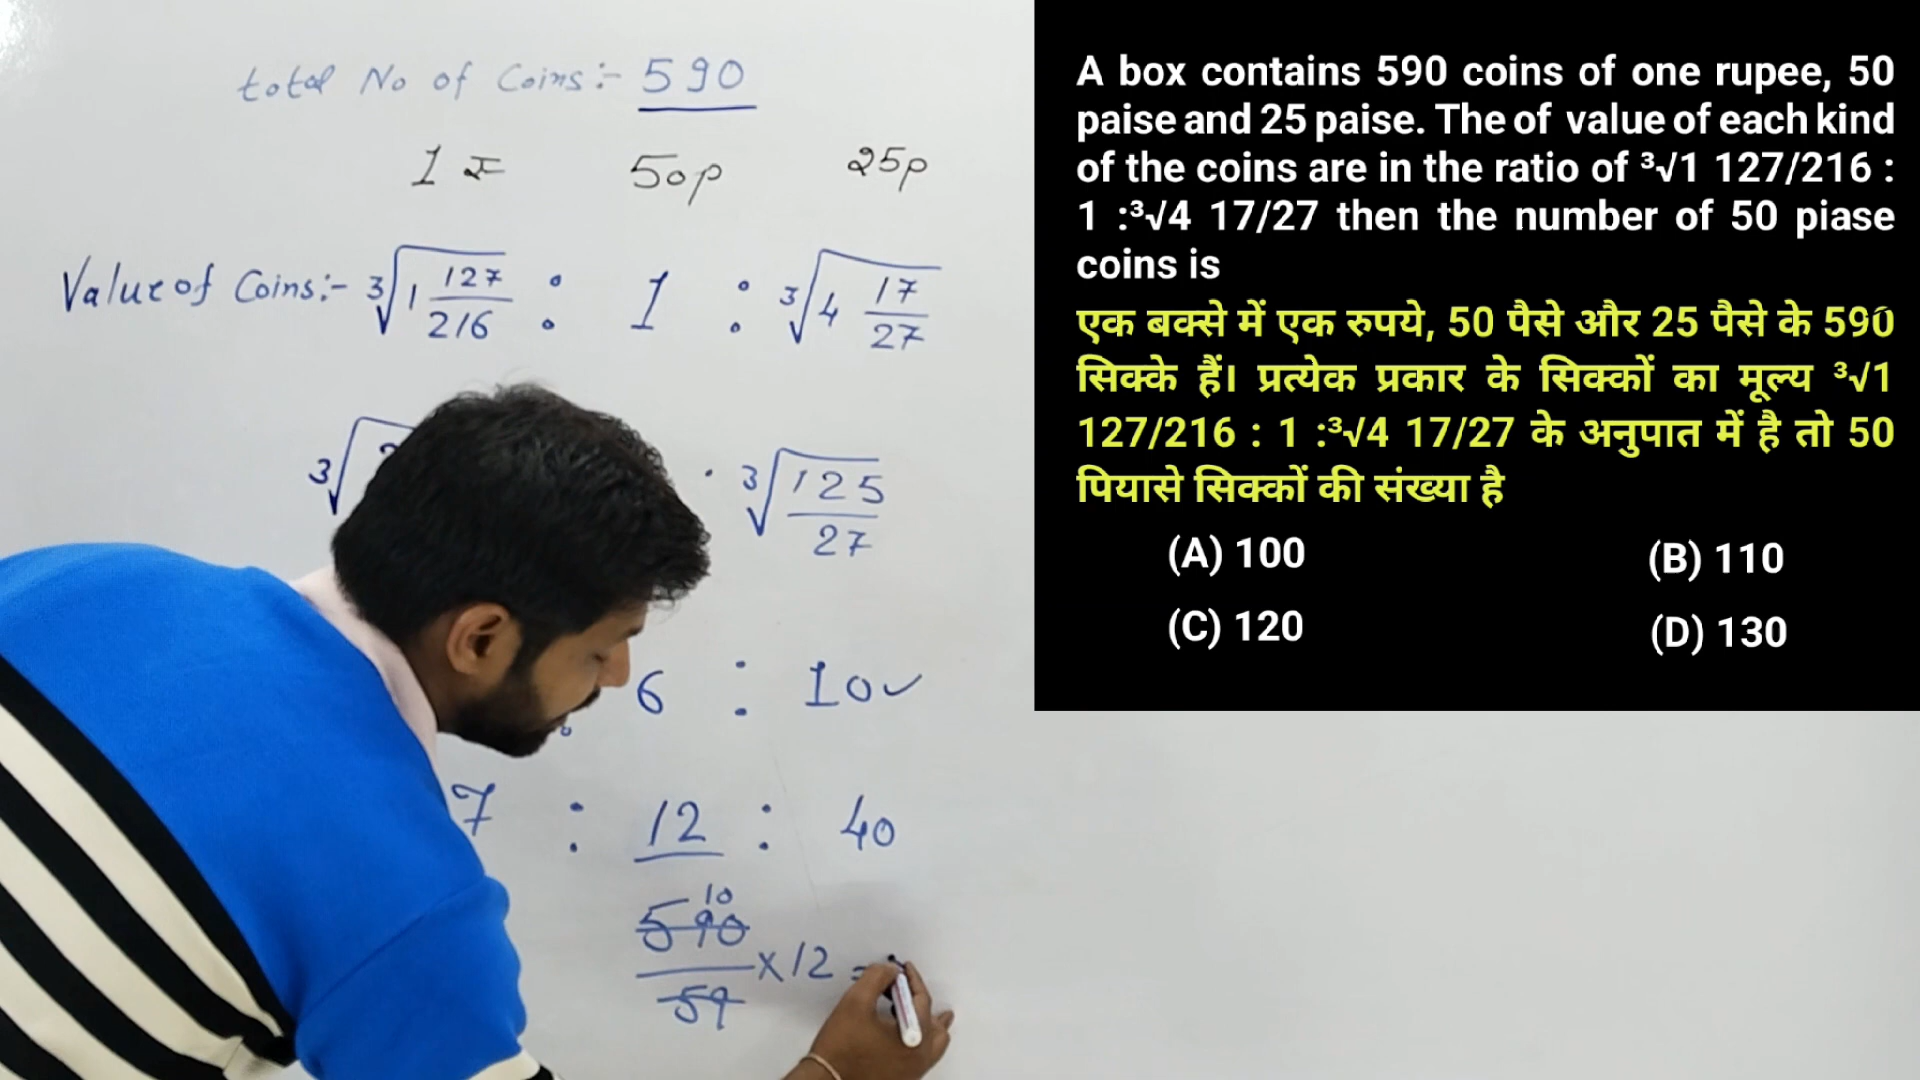 total No of Coins:- 590
1 ₹ 50p 25p
Value of Coins:- ³√1 127/216 : 1 : ³√4 17/27
³√ : ³√125/27
: 6 : 10✓
7 : 12 : 40
10
590/59 × 12 =
A box contains 590 coins of one rupee, 50
paise and 25 paise. The of value of each kind
of the coins are in the ratio of ³√1 127/216 :
1 :³√4 17/27 then the number of 50 piase
coins is
एक बक्से में एक रुपये, 50 पैसे और 25 पैसे के 590
सिक्के हैं। प्रत्येक प्रकार के सिक्कों का मूल्य ³√1
127/216 : 1 :³√4 17/27 के अनुपात में है तो 50
पियासे सिक्कों की संख्या है
(A) 100 (B) 110
(C) 120 (D) 130